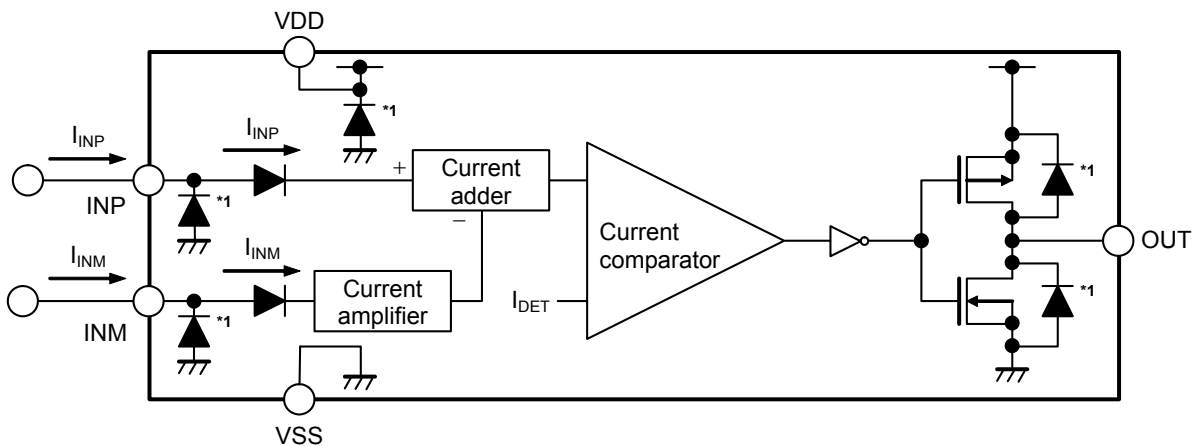 VDD
*1
I_INP
I_INP
+
Current
adder
*1
INP
*1
−
OUT
I_INM
I_INM
Current
comparator
Current
amplifier
I_DET
*1
INM
*1
VSS